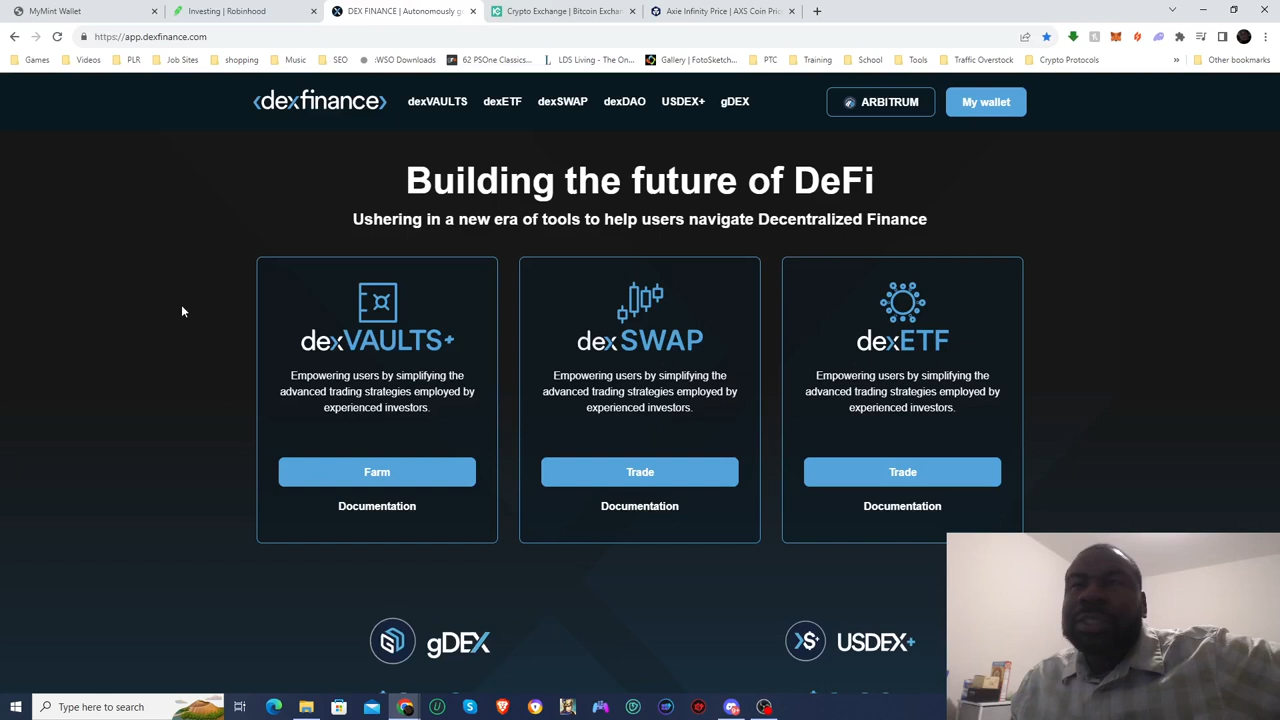 MyMint Wallet
Investing | Robinhood
DEX FINANCE | Autonomously g
Crypto Exchange | Bitcoin Exchan
Axie Infinity Price | AXS Coin Pric
https://app.dexfinance.com
Games
Videos
PLR
Job Sites
shopping
Music
SEO
:WSO Downloads
62 PSOne Classics...
LDS Living - The On...
Gallery | FotoSketch...
PTC
Training
School
Tools
Traffic Overstock
Crypto Protocols
»
Other bookmarks
<dexfinance>
dexVAULTS
dexETF
dexSWAP
dexDAO
USDEX+
gDEX
ARBITRUM
My wallet
Building the future of DeFi
Ushering in a new era of tools to help users navigate Decentralized Finance
dexVAULTS+
Empowering users by simplifying the
advanced trading strategies employed by
experienced investors.
Farm
Documentation
dexSWAP
Empowering users by simplifying the
advanced trading strategies employed by
experienced investors.
Trade
Documentation
dexETF
Empowering users by simplifying the
advanced trading strategies employed by
experienced investors.
Trade
Documentation
gDEX
USDEX+
Type here to search